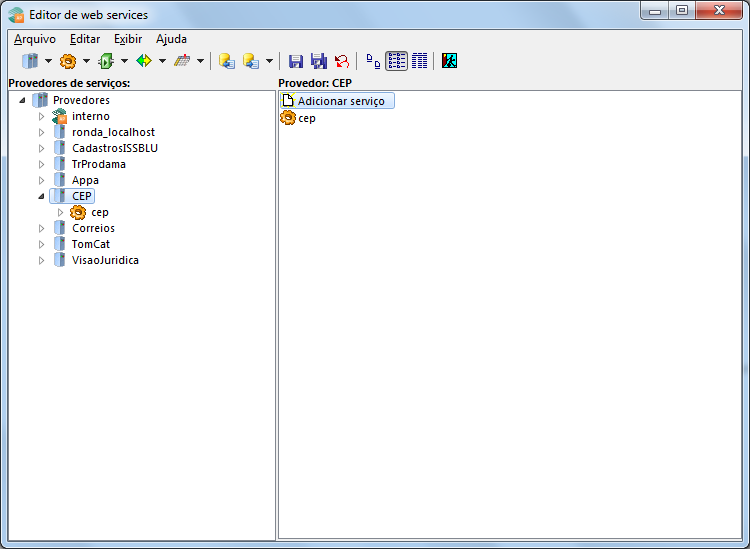 Editor de web services
Arquivo Editar Exibir Ajuda
Provedores de serviços:
Provedores
interno
ronda_localhost
CadastrosISSBLU
TrProdama
Appa
CEP
cep
Correios
TomCat
VisaoJuridica
Provedor: CEP
Adicionar serviço
cep